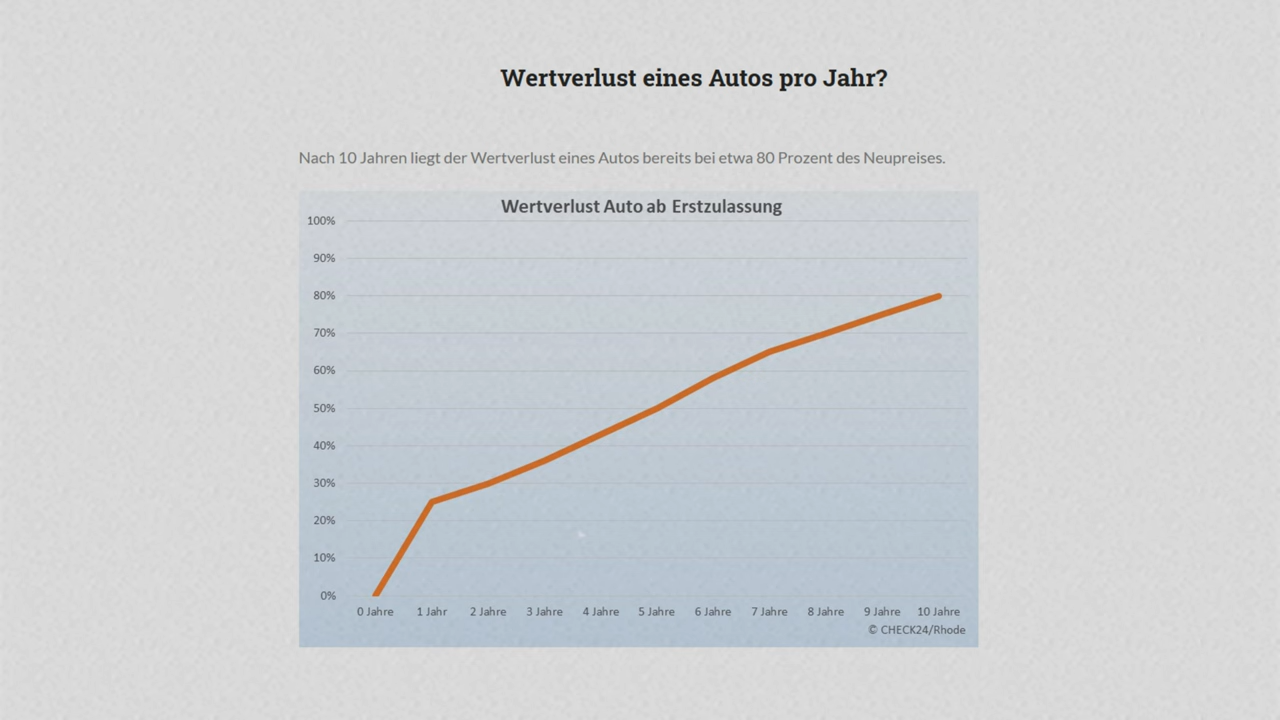 Wertverlust eines Autos pro Jahr?
Nach 10 Jahren liegt der Wertverlust eines Autos bereits bei etwa 80 Prozent des Neupreises.
Wertverlust Auto ab Erstzulassung
100%
90%
80%
70%
60%
50%
40%
30%
20%
10%
0%
0 Jahre 1 Jahr 2 Jahre 3 Jahre 4 Jahre 5 Jahre 6 Jahre 7 Jahre 8 Jahre 9 Jahre 10 Jahre
© CHECK24/Rhode